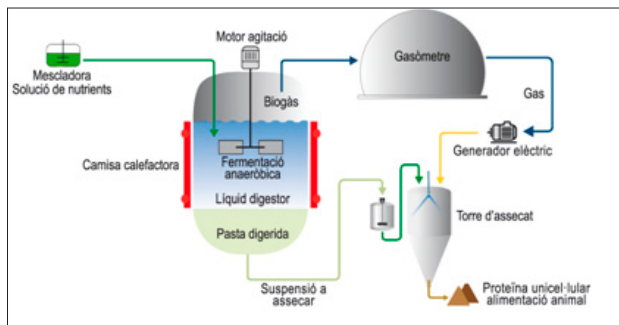 Motor agitació
Mescladora
Solució de nutrients
Biogàs
Gasòmetre
Gas
Generador elèctric
Camisa calefactora
Fermentació
anaeròbica
Líquid digestor
Pasta digerida
Suspensió a
assecar
Torre d'assecat
Proteïna unicel·lular
alimentació animal